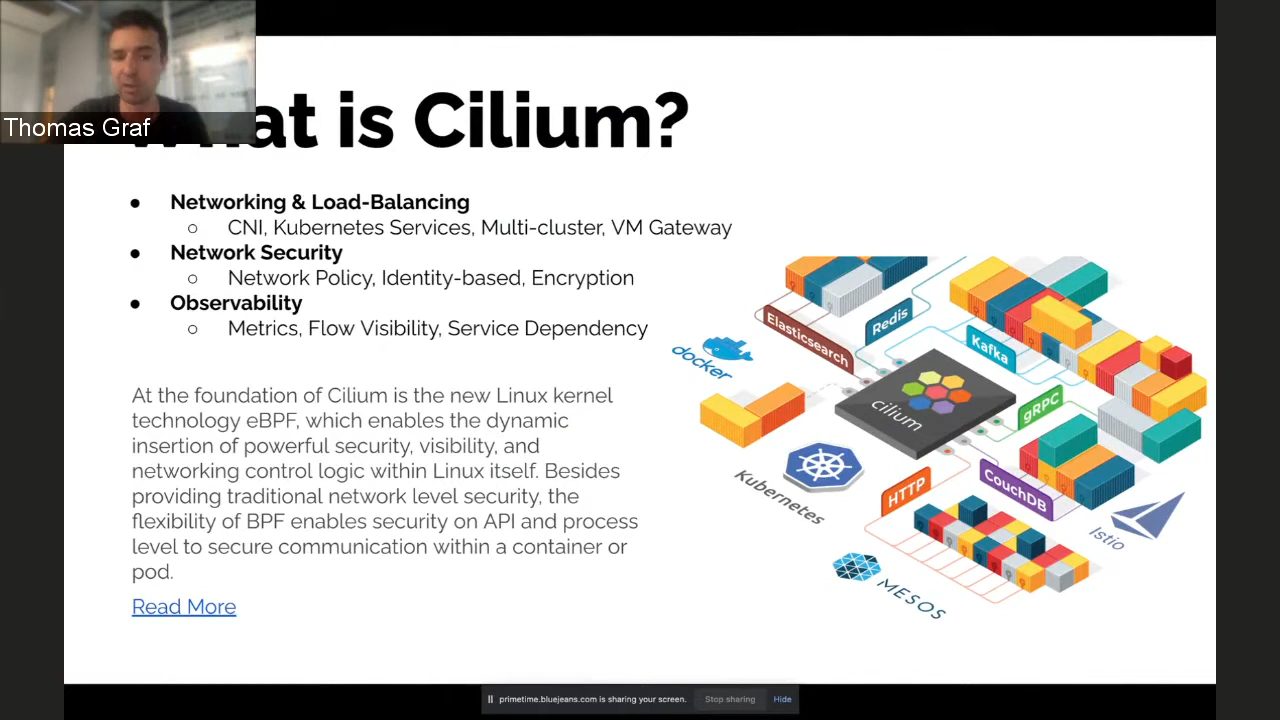 Thomas Graf
What is Cilium?
● Networking & Load-Balancing
○ CNI, Kubernetes Services, Multi-cluster, VM Gateway
● Network Security
○ Network Policy, Identity-based, Encryption
● Observability
○ Metrics, Flow Visibility, Service Dependency
At the foundation of Cilium is the new Linux kernel
technology eBPF, which enables the dynamic
insertion of powerful security, visibility, and
networking control logic within Linux itself. Besides
providing traditional network level security, the
flexibility of BPF enables security on API and process
level to secure communication within a container or
pod.
Read More
Elasticsearch
Redis
Kafka
docker
cilium
gRPC
Kubernetes
HTTP
CouchDB
Istio
MESOS
primetime.bluejeans.com is sharing your screen.
Stop sharing
Hide